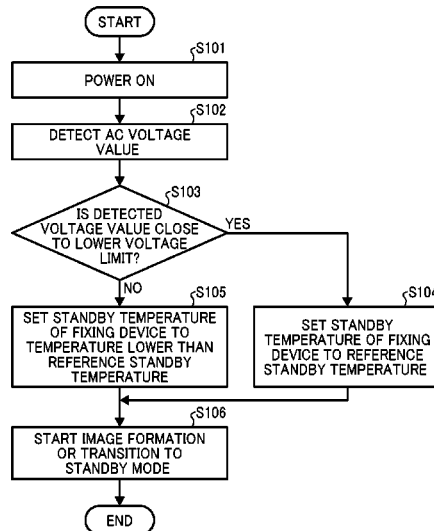 START
S101
POWER ON
S102
DETECT AC VOLTAGE
VALUE
S103
IS DETECTED
VOLTAGE VALUE CLOSE
TO LOWER VOLTAGE
LIMIT?
YES
NO
S105
SET STANDBY TEMPERATURE
OF FIXING DEVICE TO
TEMPERATURE LOWER THAN
REFERENCE STANDBY
TEMPERATURE
S104
SET STANDBY
TEMPERATURE OF FIXING
DEVICE TO REFERENCE
STANDBY TEMPERATURE
S106
START IMAGE FORMATION
OR TRANSITION TO
STANDBY MODE
END